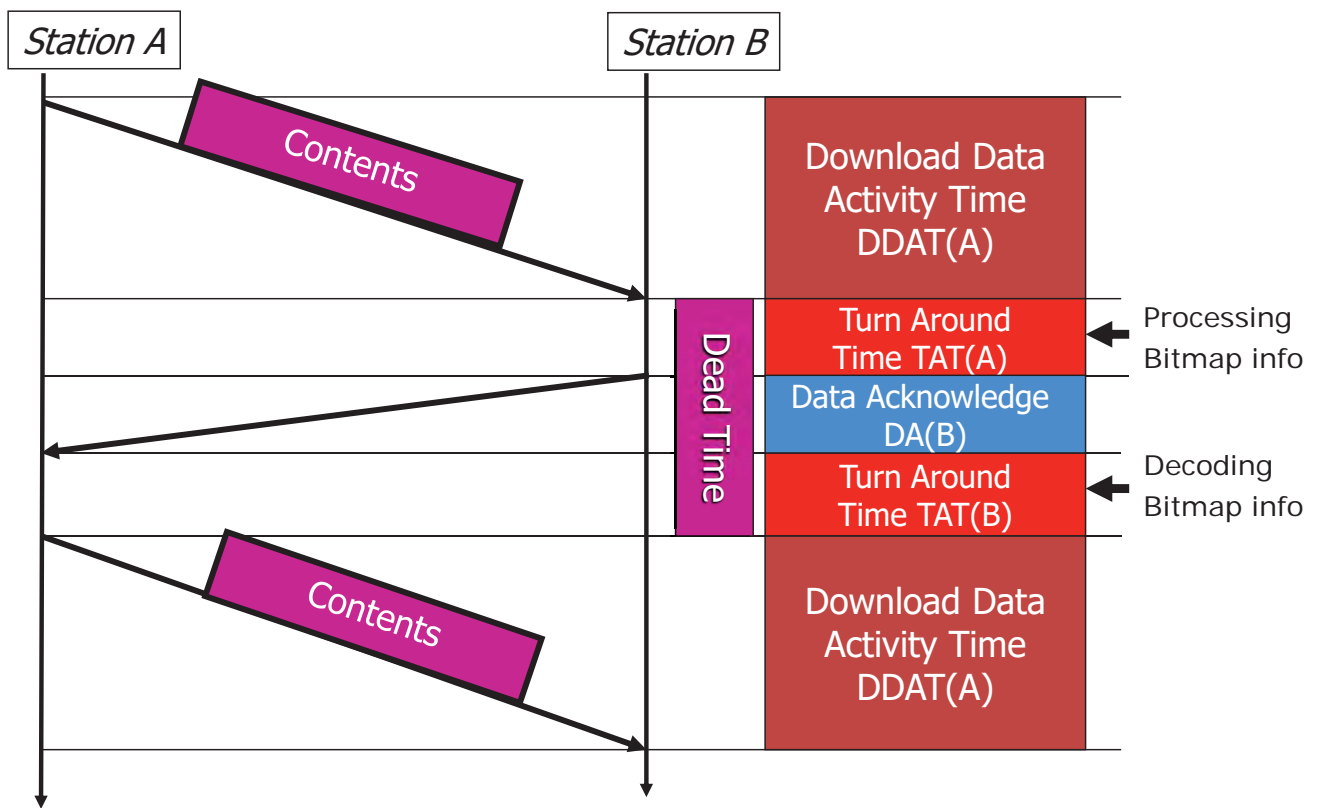 Station A
Station B
Contents
Download Data
Activity Time
DDAT(A)
Dead Time
Turn Around
Time TAT(A)
Processing
Bitmap info
Data Acknowledge
DA(B)
Turn Around
Time TAT(B)
Decoding
Bitmap info
Contents
Download Data
Activity Time
DDAT(A)